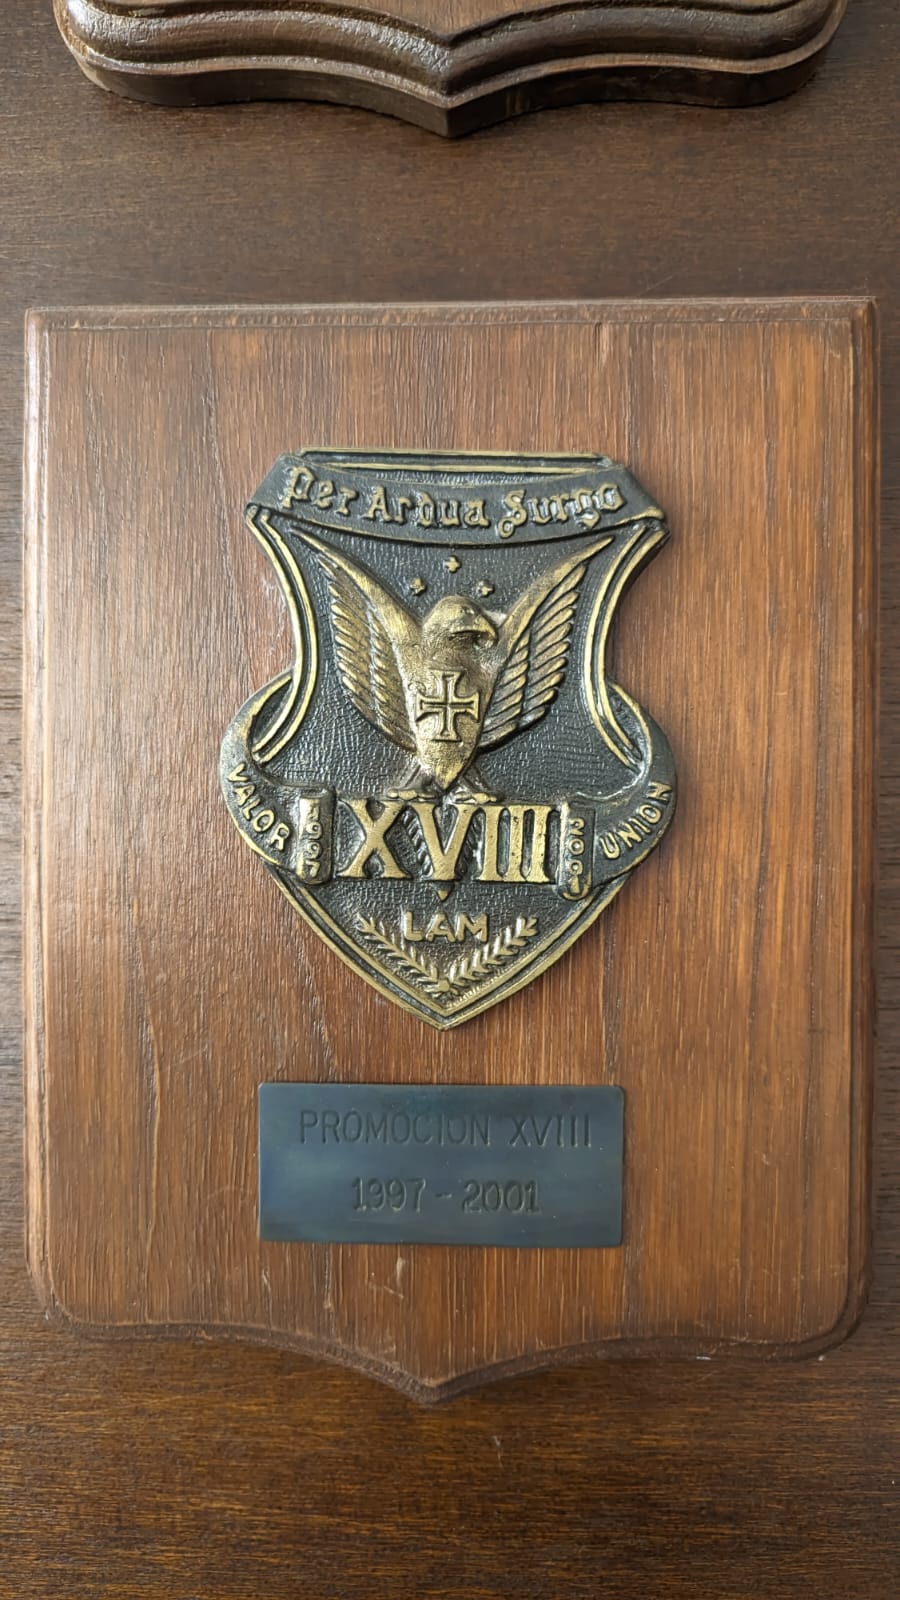 Per Ardua Surgo
VALOR
1997
XVIII
2001
UNION
LAM
PROMOCION XVIII
1997 - 2001